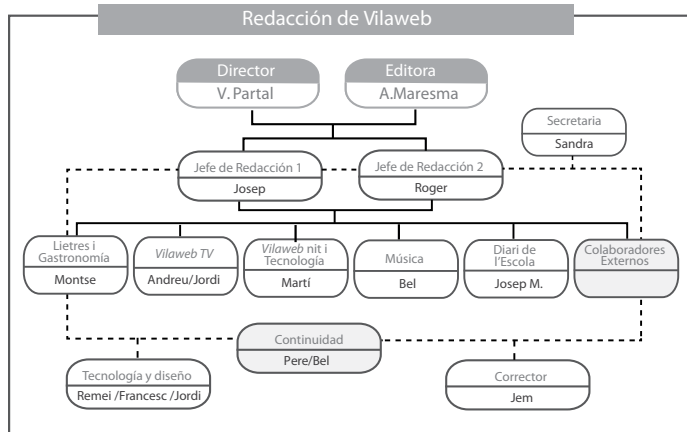 Redacción de Vilaweb
Director
V. Partal
Editora
A.Maresma
Secretaria
Sandra
Jefe de Redacción 1
Josep
Jefe de Redacción 2
Roger
Lletres i
Gastronomía
Montse
Vilaweb TV
Andreu/Jordi
Vilaweb nit i
Tecnología
Martí
Música
Bel
Diari de
l'Escola
Josep M.
Colaboradores
Externos
Continuidad
Pere/Bel
Tecnología y diseño
Remei /Francesc /Jordi
Corrector
Jem